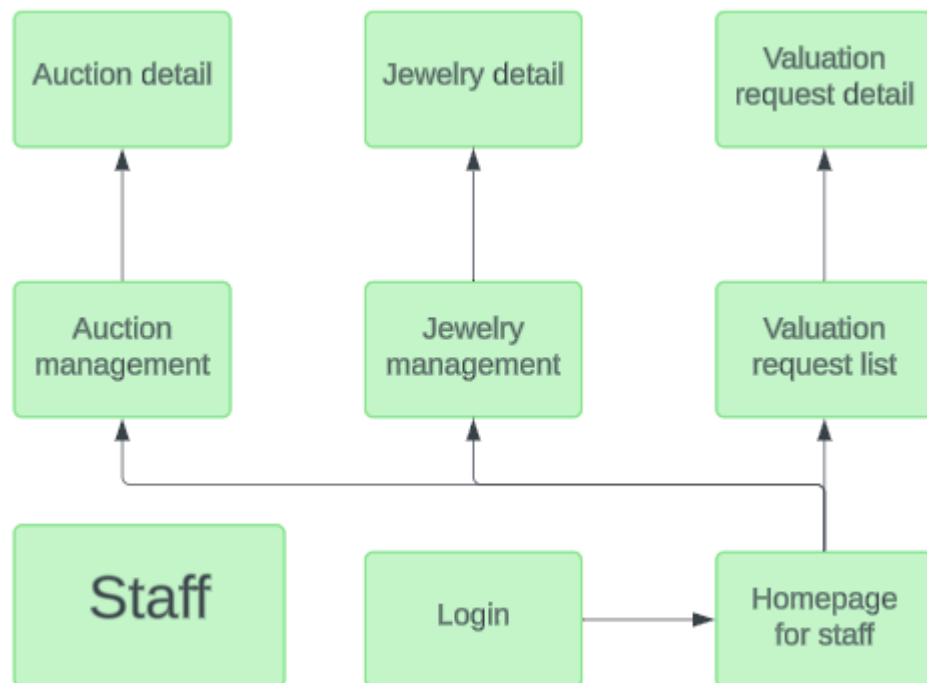 Auction detail
Jewelry detail
Valuation
request detail
Auction
management
Jewelry
management
Valuation
request list
Staff
Login
Homepage
for staff